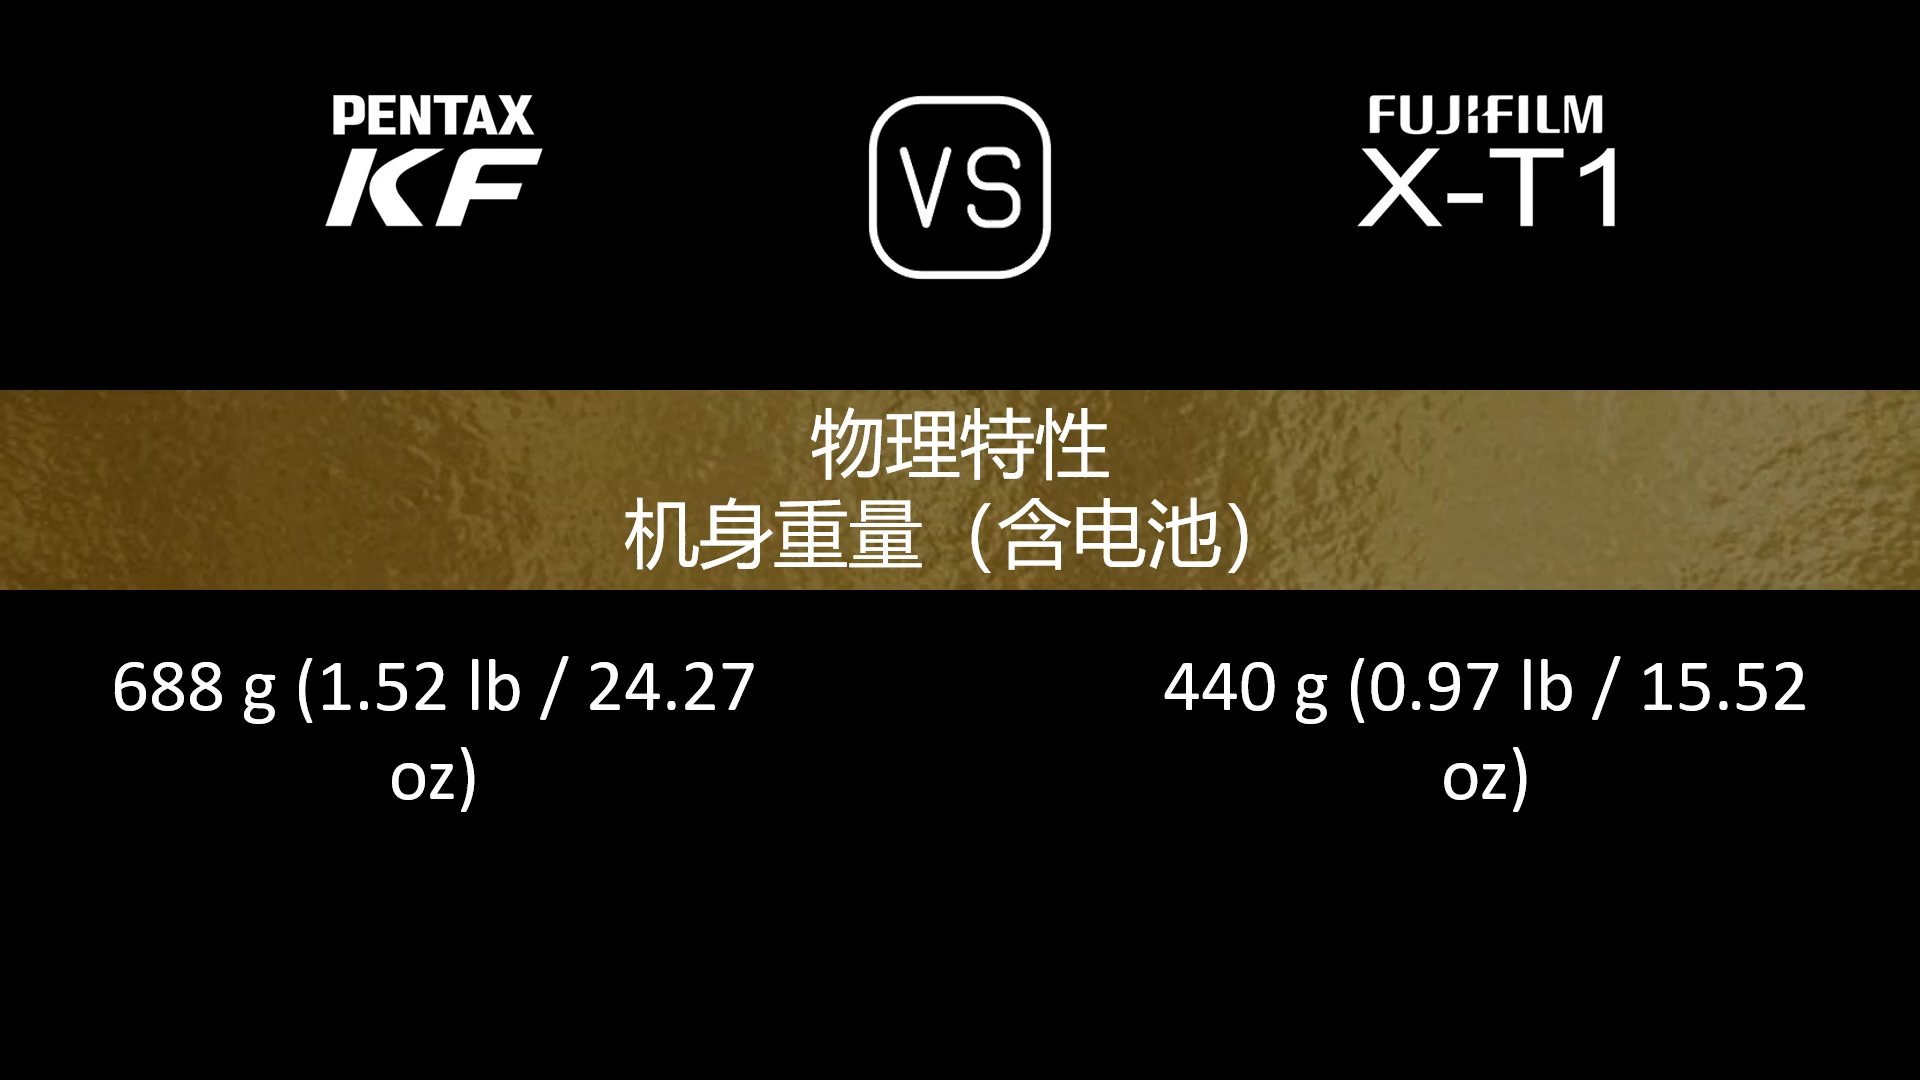 PENTAX
KF
VS
FUJIFILM
X-T1
物理特性
机身重量（含电池）
688 g (1.52 lb / 24.27
oz)
440 g (0.97 lb / 15.52
oz)